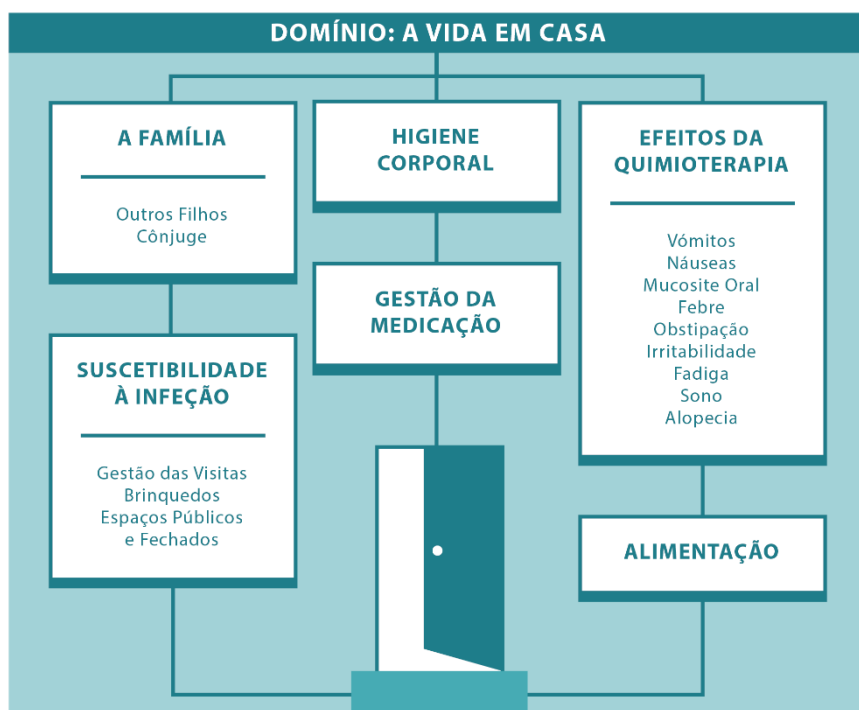 DOMÍNIO: A VIDA EM CASA
A FAMÍLIA
Outros Filhos
Cônjuge
SUSCETIBILIDADE
À INFEÇÃO
Gestão das Visitas
Brinquedos
Espaços Públicos
e Fechados
HIGIENE
CORPORAL
GESTÃO DA
MEDICAÇÃO
EFEITOS DA
QUIMIOTERAPIA
Vómitos
Náuseas
Mucosite Oral
Febre
Obstipação
Irritabilidade
Fadiga
Sono
Alopecia
ALIMENTAÇÃO